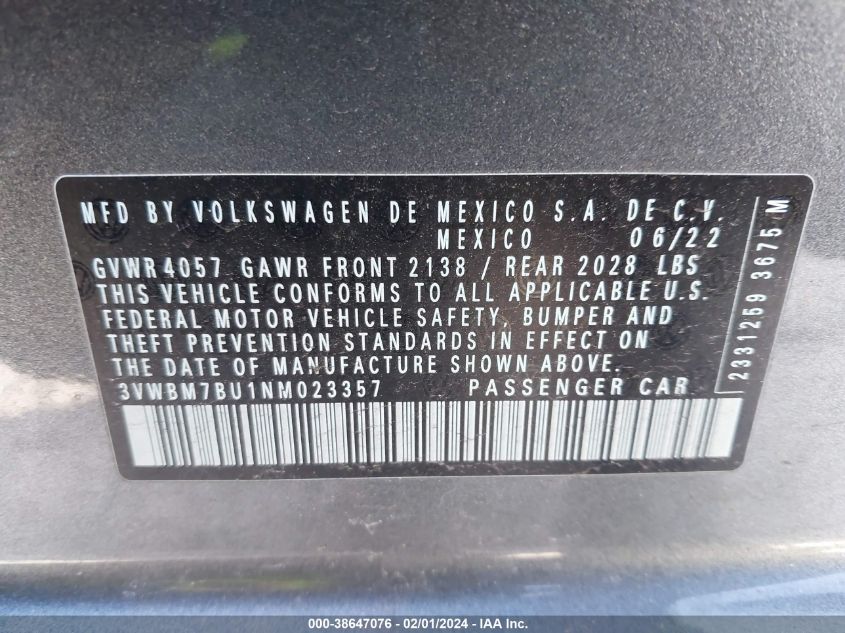 MFD BY VOLKSWAGEN DE MEXICO S.A. DE C.V.
MEXICO 06/22
GVWR4057 GAWR FRONT 2138 / REAR 2028 LBS
THIS VEHICLE CONFORMS TO ALL APPLICABLE U.S.
FEDERAL MOTOR VEHICLE SAFETY, BUMPER AND
THEFT PREVENTION STANDARDS IN EFFECT ON
THE DATE OF MANUFACTURE SHOWN ABOVE.
3VWBM7BU1NM023357 PASSENGER CAR
2331259 3675 M
000-38647076 - 02/01/2024 - IAA Inc.